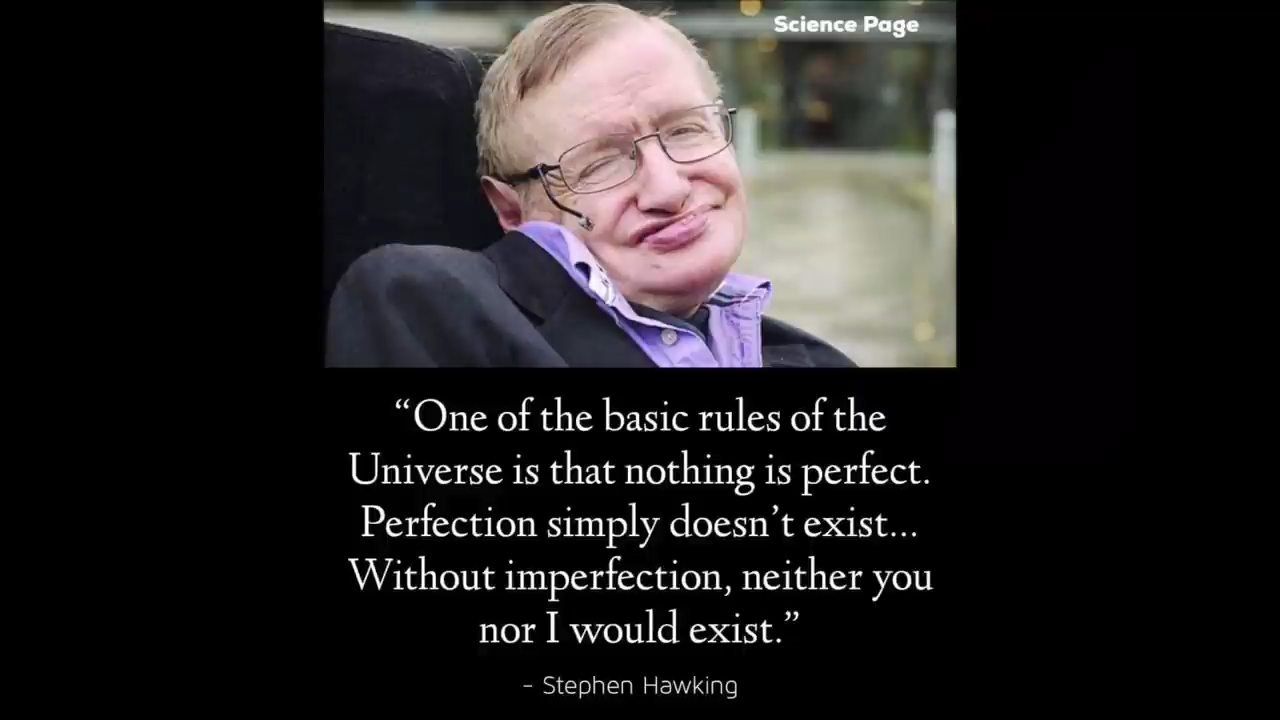 Science Page
“One of the basic rules of the
Universe is that nothing is perfect.
Perfection simply doesn’t exist...
Without imperfection, neither you
nor I would exist.”
– Stephen Hawking